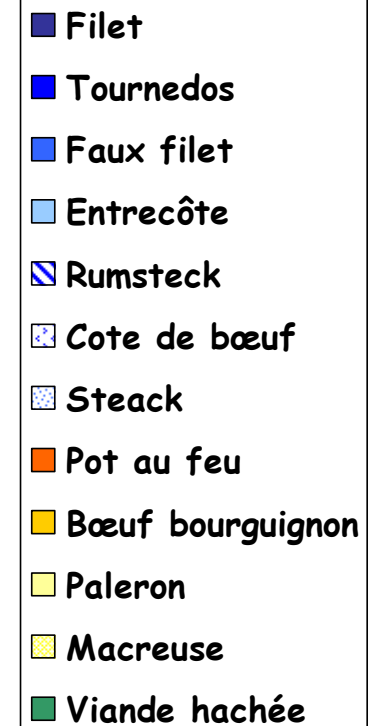 Filet
Tournedos
Faux filet
Entrecôte
Rumsteck
Cote de bœuf
Steack
Pot au feu
Bœuf bourguignon
Paleron
Macreuse
Viande hachée